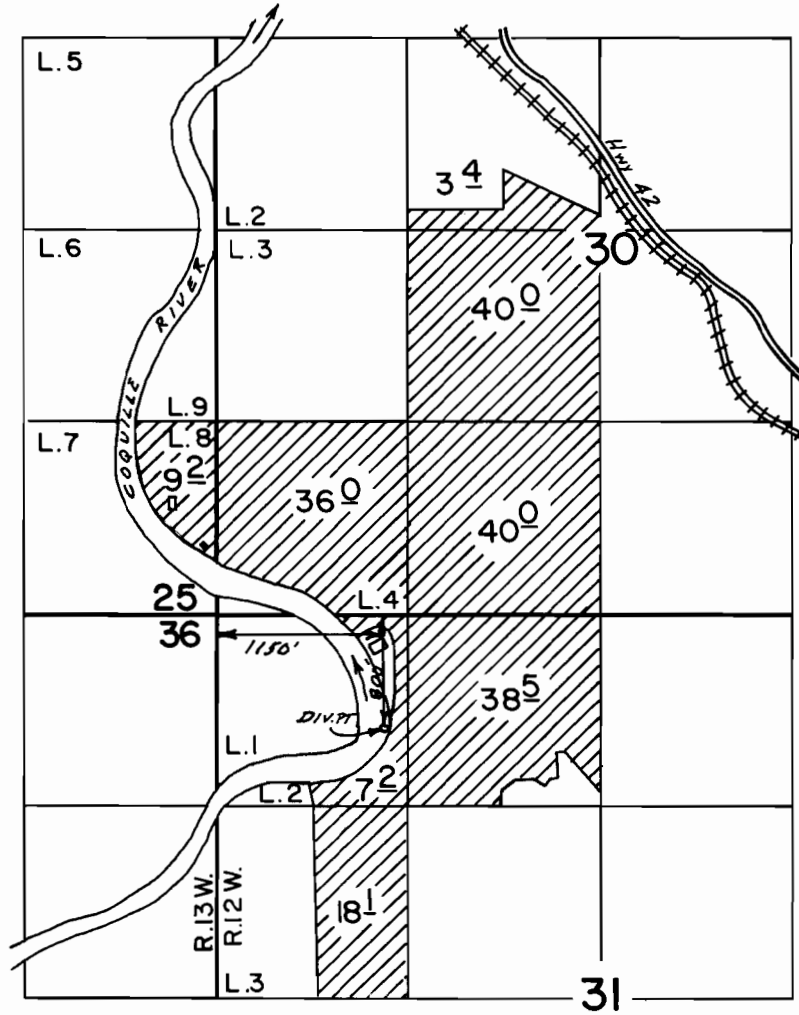 L.5
HWY 42
3 4
L.2
L.6
L.3
30
RIVER
40 0
COQUILLE
L.9
L.7
L.8
9 2
36 0
40 0
25
L.4
36
1150'
800'
38 5
DIV. PT
L.1
L.2
7 2
R.13W.
R.12W.
18 1
L.3
31